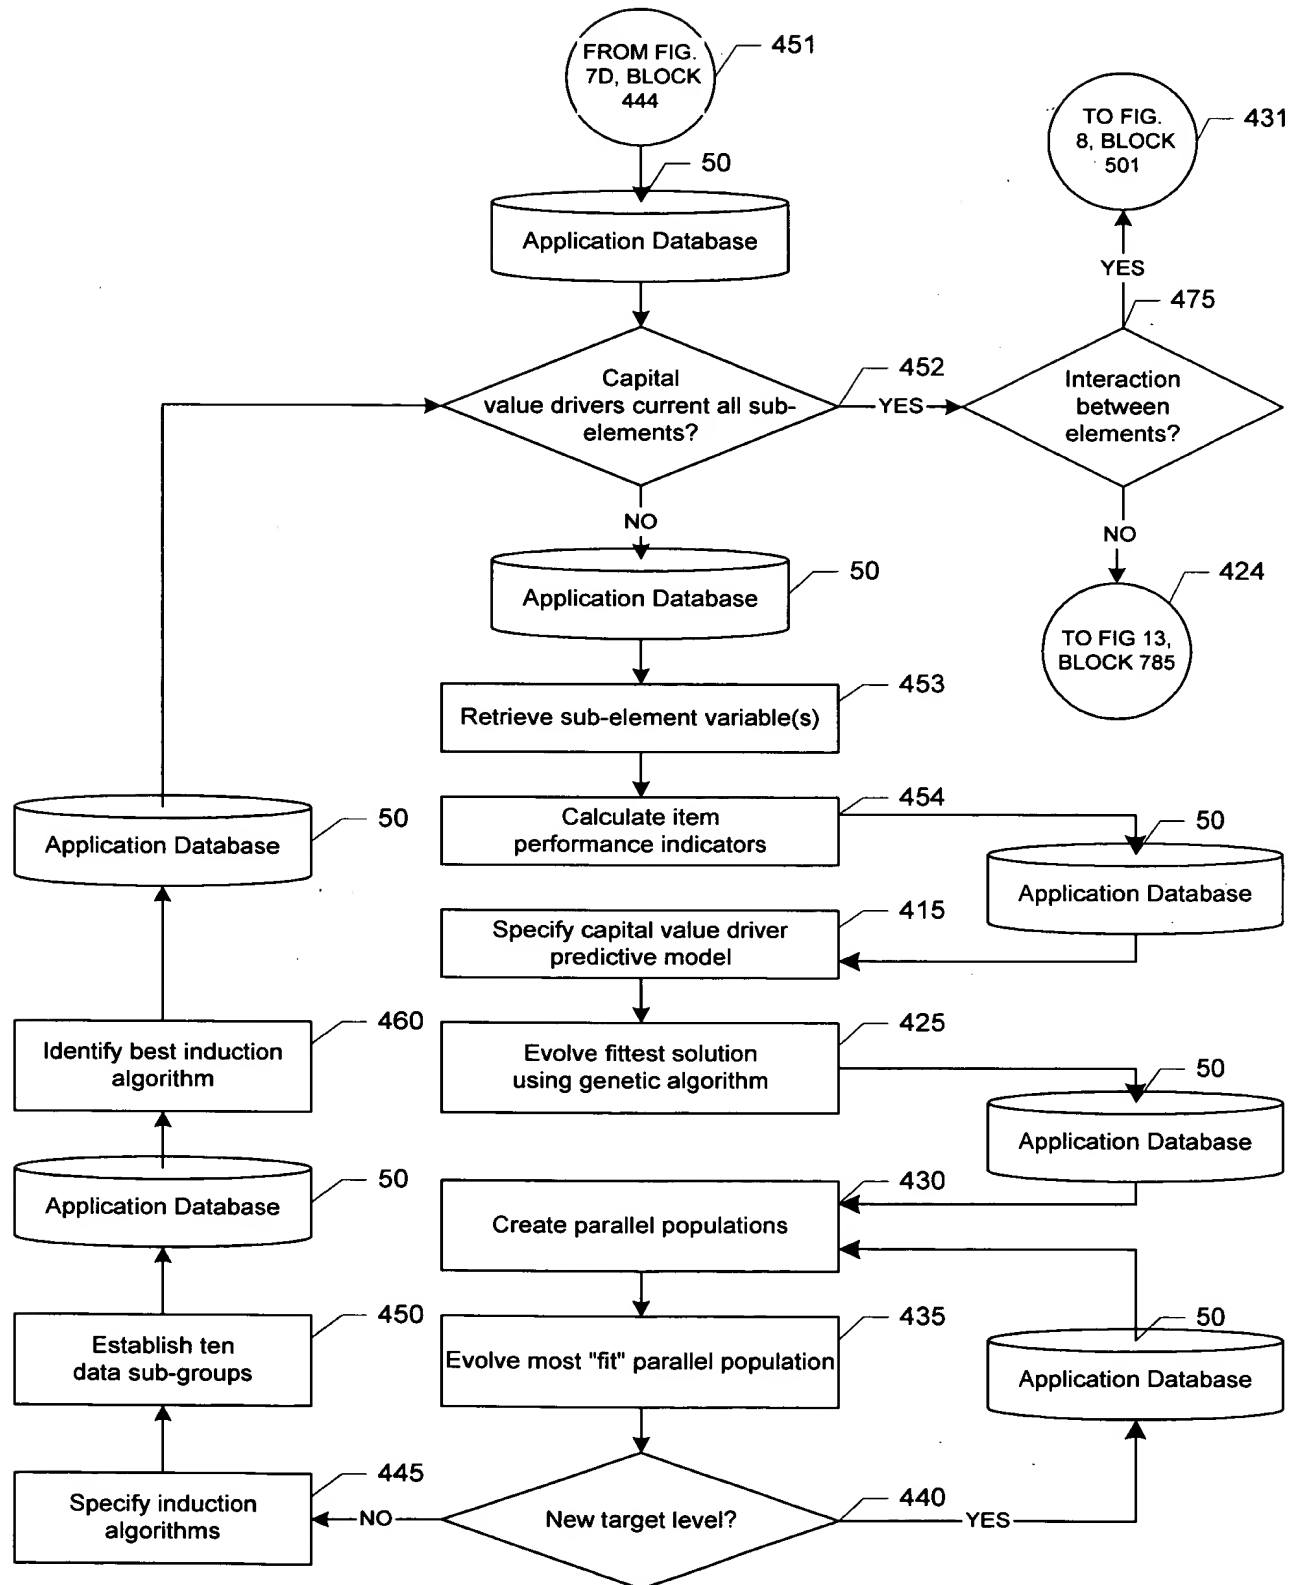 FROM FIG.
7D, BLOCK
444
451
TO FIG.
8, BLOCK
501
431
50
Application Database
YES
475
Capital
value drivers current all sub-
elements?
452
YES
Interaction
between
elements?
NO
NO
50
Application Database
424
TO FIG 13,
BLOCK 785
453
Retrieve sub-element variable(s)
454
Calculate item
performance indicators
50
Application Database
50
Application Database
415
Specify capital value driver
predictive model
460
Identify best induction
algorithm
425
Evolve fittest solution
using genetic algorithm
50
Application Database
50
Application Database
430
Create parallel populations
450
Establish ten
data sub-groups
435
Evolve most "fit" parallel population
50
Application Database
445
Specify induction
algorithms
NO
New target level?
440
YES